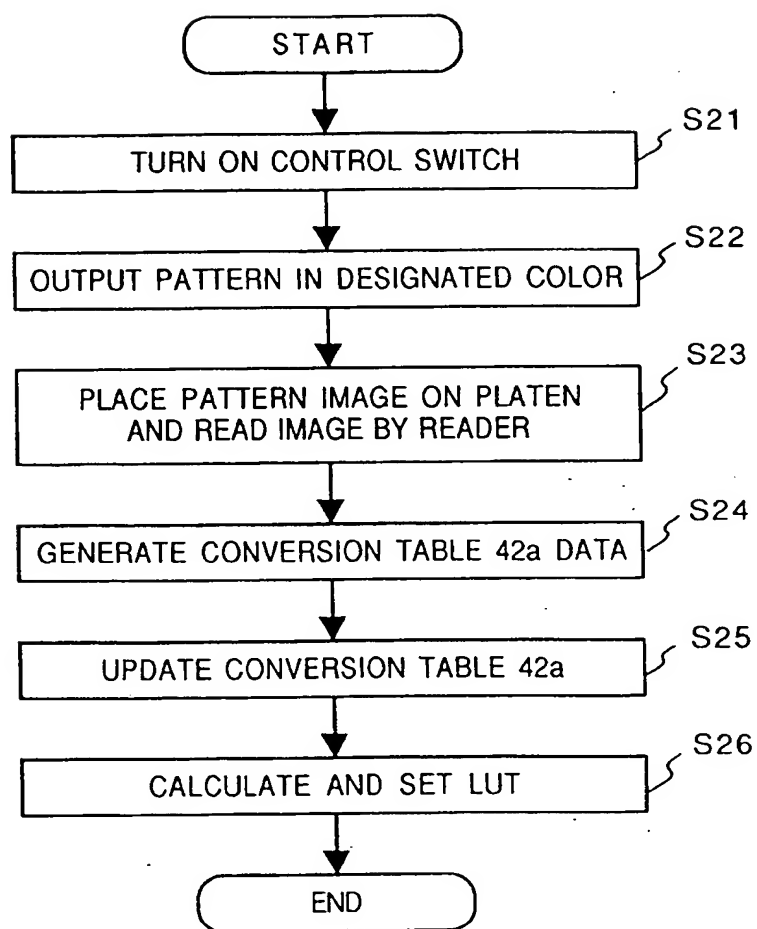 START
S21
TURN ON CONTROL SWITCH
S22
OUTPUT PATTERN IN DESIGNATED COLOR
S23
PLACE PATTERN IMAGE ON PLATEN
AND READ IMAGE BY READER
S24
GENERATE CONVERSION TABLE 42a DATA
S25
UPDATE CONVERSION TABLE 42a
S26
CALCULATE AND SET LUT
END